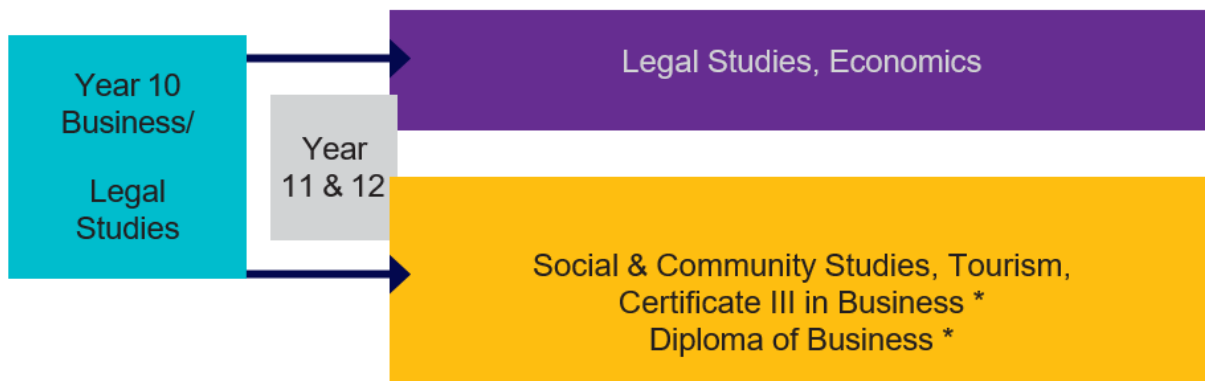 Year 10
Business/
Legal
Studies
Year
11 & 12
Legal Studies, Economics
Social & Community Studies, Tourism,
Certificate III in Business *
Diploma of Business *